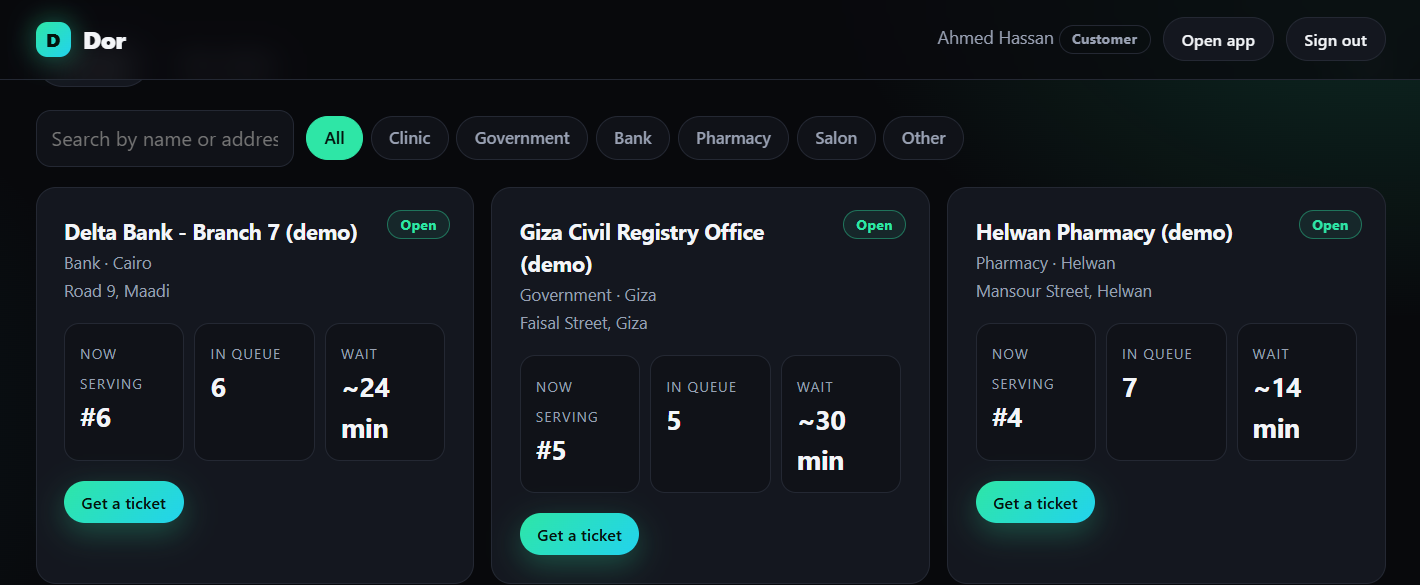 D Dor
Ahmed Hassan Customer Open app Sign out
Search by name or addres
All Clinic Government Bank Pharmacy Salon Other
Delta Bank - Branch 7 (demo)
Open
Bank · Cairo
Road 9, Maadi
NOW
SERVING
#6
IN QUEUE
6
WAIT
~24
min
Get a ticket
Giza Civil Registry Office
(demo)
Open
Government · Giza
Faisal Street, Giza
NOW
SERVING
#5
IN QUEUE
5
WAIT
~30
min
Get a ticket
Helwan Pharmacy (demo)
Open
Pharmacy · Helwan
Mansour Street, Helwan
NOW
SERVING
#4
IN QUEUE
7
WAIT
~14
min
Get a ticket